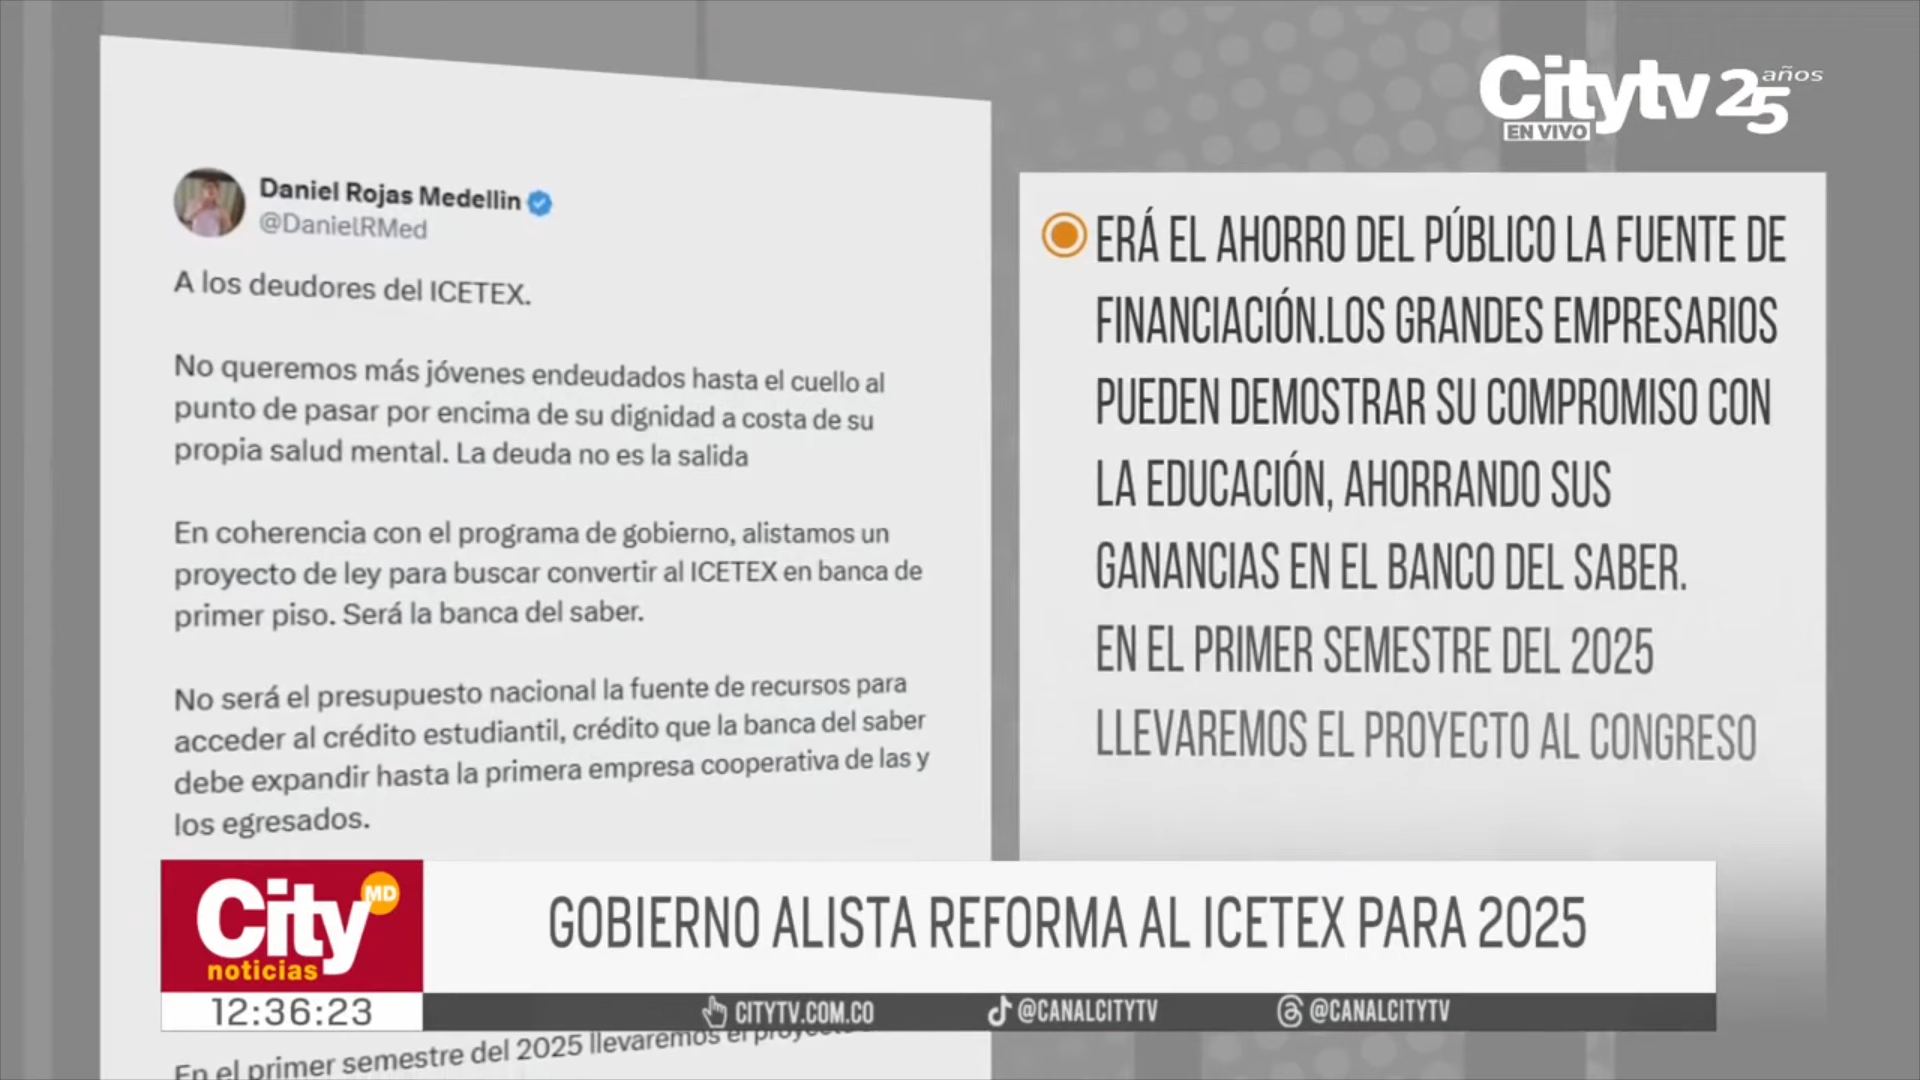 Citytv 25 años
EN VIVO
Daniel Rojas Medellin
@DanielRMed
A los deudores del ICETEX.
No queremos más jóvenes endeudados hasta el cuello al
punto de pasar por encima de su dignidad a costa de su
propia salud mental. La deuda no es la salida
En coherencia con el programa de gobierno, alistamos un
proyecto de ley para buscar convertir al ICETEX en banca de
primer piso. Será la banca del saber.
No será el presupuesto nacional la fuente de recursos para
acceder al crédito estudiantil, crédito que la banca del saber
debe expandir hasta la primera empresa cooperativa de las y
los egresados.
En el primer semestre del 2025 llevaremos el proyecto
ERÁ EL AHORRO DEL PÚBLICO LA FUENTE DE
FINANCIACIÓN.LOS GRANDES EMPRESARIOS
PUEDEN DEMOSTRAR SU COMPROMISO CON
LA EDUCACIÓN, AHORRANDO SUS
GANANCIAS EN EL BANCO DEL SABER.
EN EL PRIMER SEMESTRE DEL 2025
LLEVAREMOS EL PROYECTO AL CONGRESO
City MD
noticias
GOBIERNO ALISTA REFORMA AL ICETEX PARA 2025
12:36:23
CITYTV.COM.CO
@CANALCITYTV
@CANALCITYTV